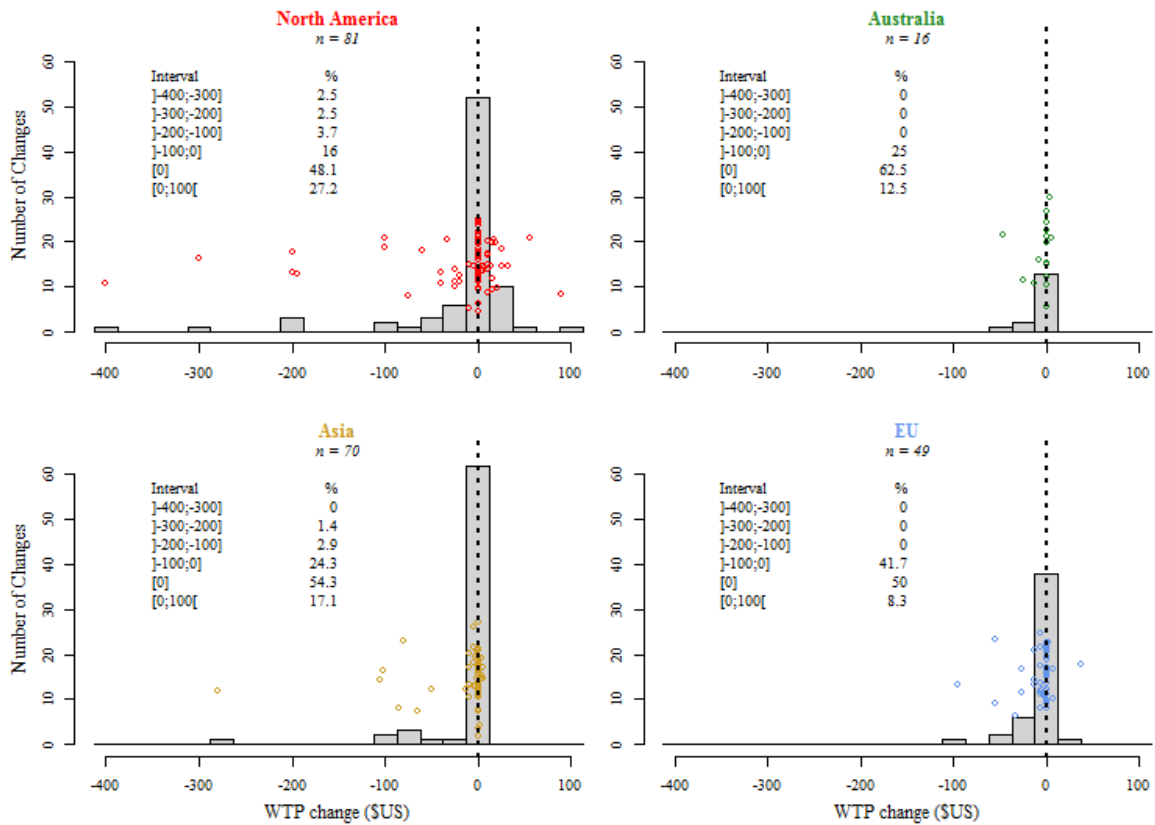 North America
n = 81
Interval %
]-400;-300] 2.5
]-300;-200] 2.5
]-200;-100] 3.7
]-100;0] 16
[0] 48.1
[0;100[ 27.2
Number of Changes
0 10 20 30 40 50 60
-400 -300 -200 -100 0 100
Australia
n = 16
Interval %
]-400;-300] 0
]-300;-200] 0
]-200;-100] 0
]-100;0] 25
[0] 62.5
[0;100[ 12.5
0 10 20 30 40 50 60
-400 -300 -200 -100 0 100
Asia
n = 70
Interval %
]-400;-300] 0
]-300;-200] 1.4
]-200;-100] 2.9
]-100;0] 24.3
[0] 54.3
[0;100[ 17.1
Number of Changes
0 10 20 30 40 50 60
-400 -300 -200 -100 0 100
WTP change ($US)
EU
n = 49
Interval %
]-400;-300] 0
]-300;-200] 0
]-200;-100] 0
]-100;0] 41.7
[0] 50
[0;100[ 8.3
0 10 20 30 40 50 60
-400 -300 -200 -100 0 100
WTP change ($US)